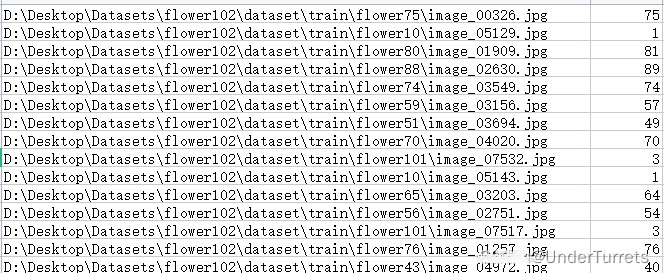 D:\Desktop\Datasets\flower102\dataset\train\flower75\image_00326.jpg 75
D:\Desktop\Datasets\flower102\dataset\train\flower10\image_05129.jpg 1
D:\Desktop\Datasets\flower102\dataset\train\flower80\image_01909.jpg 81
D:\Desktop\Datasets\flower102\dataset\train\flower88\image_02630.jpg 89
D:\Desktop\Datasets\flower102\dataset\train\flower74\image_03549.jpg 74
D:\Desktop\Datasets\flower102\dataset\train\flower59\image_03156.jpg 57
D:\Desktop\Datasets\flower102\dataset\train\flower51\image_03694.jpg 49
D:\Desktop\Datasets\flower102\dataset\train\flower70\image_04020.jpg 70
D:\Desktop\Datasets\flower102\dataset\train\flower101\image_07532.jpg 3
D:\Desktop\Datasets\flower102\dataset\train\flower10\image_05143.jpg 1
D:\Desktop\Datasets\flower102\dataset\train\flower65\image_03203.jpg 64
D:\Desktop\Datasets\flower102\dataset\train\flower56\image_02751.jpg 54
D:\Desktop\Datasets\flower102\dataset\train\flower101\image_07517.jpg 3
D:\Desktop\Datasets\flower102\dataset\train\flower76\image_01257.jpg 76
@UnderTurrets
D:\Desktop\Datasets\flower102\dataset\train\flower43\image_04972.jpg 40